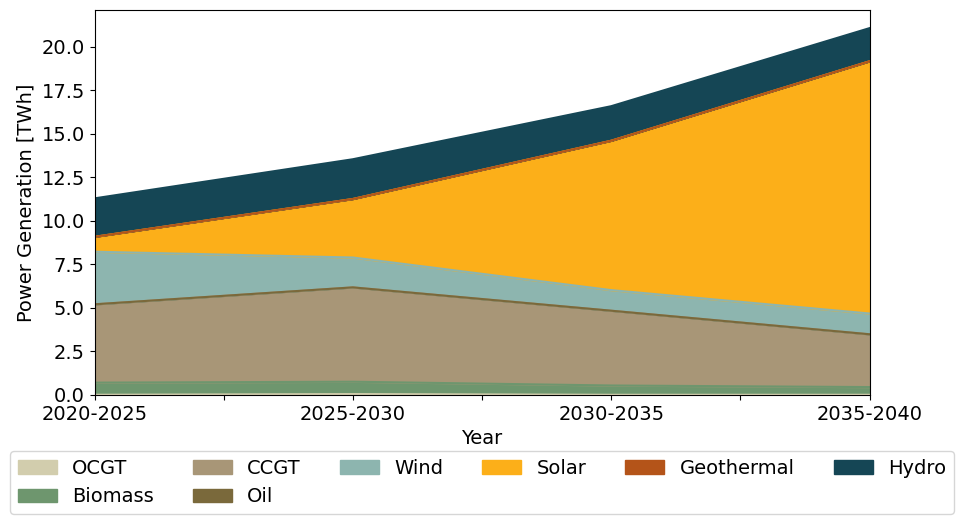 Power Generation [TWh]
20.0
17.5
15.0
12.5
10.0
7.5
5.0
2.5
0.0
2020-2025 2025-2030 2030-2035 2035-2040
Year
OCGT CCGT Wind Solar Geothermal Hydro
Biomass Oil